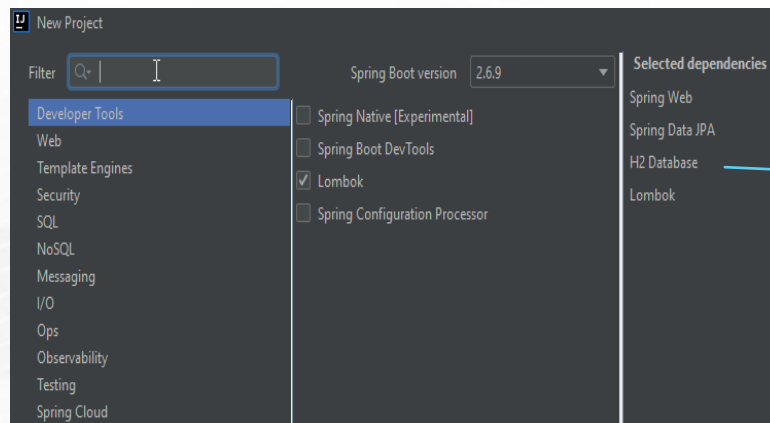 IJ New Project
Filter
Spring Boot version 2.6.9
Developer Tools
Web
Template Engines
Security
SQL
NoSQL
Messaging
I/O
Ops
Observability
Testing
Spring Cloud
Spring Native [Experimental]
Spring Boot DevTools
Lombok
Spring Configuration Processor
Selected dependencies
Spring Web
Spring Data JPA
H2 Database
Lombok